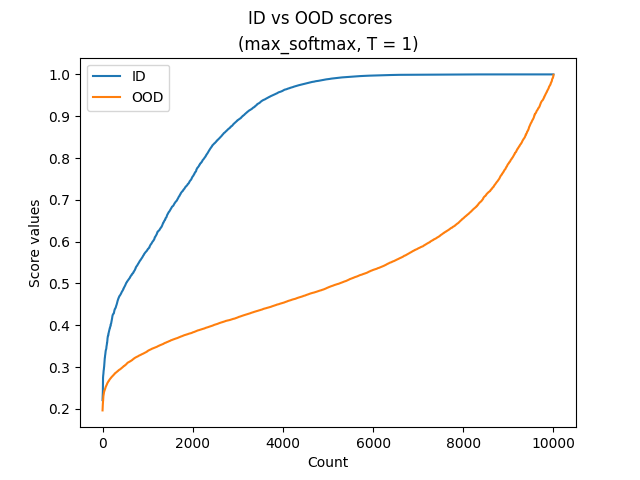 ID vs OOD scores
(max_softmax, T = 1)
ID
OOD
Score values
1.0
0.9
0.8
0.7
0.6
0.5
0.4
0.3
0.2
0
2000
4000
6000
8000
10000
Count